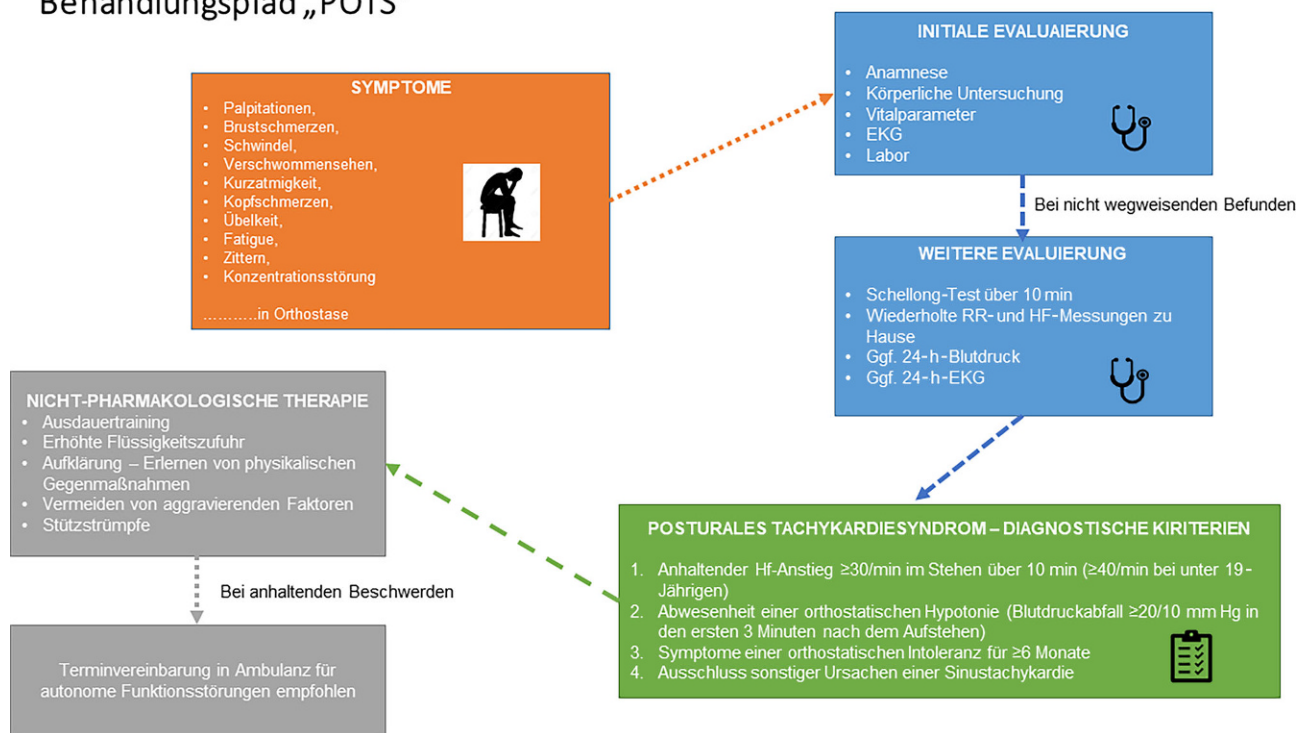 Behandlungspfad „POTS
SYMPTOME
• Palpitationen,
• Brustschmerzen,
• Schwindel,
• Verschwommensehen,
• Kurzatmigkeit,
• Kopfschmerzen,
• Übelkeit,
• Fatigue,
• Zittern,
• Konzentrationsstörung
………..in Orthostase
INITIALE EVALUAIERUNG
• Anamnese
• Körperliche Untersuchung
• Vitalparameter
• EKG
• Labor
Bei nicht wegweisenden Befunden
WEITERE EVALUIERUNG
• Schellong-Test über 10 min
• Wiederholte RR- und HF-Messungen zu
Hause
• Ggf. 24-h-Blutdruck
• Ggf. 24-h-EKG
POSTURALES TACHYKARDIESYNDROM – DIAGNOSTISCHE KIRITERIEN
1. Anhaltender Hf-Anstieg ≥30/min im Stehen über 10 min (≥40/min bei unter 19-
Jährigen)
2. Abwesenheit einer orthostatischen Hypotonie (Blutdruckabfall ≥20/10 mm Hg in
den ersten 3 Minuten nach dem Aufstehen)
3. Symptome einer orthostatischen Intoleranz für ≥6 Monate
4. Ausschluss sonstiger Ursachen einer Sinustachykardie
NICHT-PHARMAKOLOGISCHE THERAPIE
• Ausdauertraining
• Erhöhte Flüssigkeitszufuhr
• Aufklärung – Erlernen von physikalischen
Gegenmaßnahmen
• Vermeiden von aggravierenden Faktoren
• Stützstrümpfe
Bei anhaltenden Beschwerden
Terminvereinbarung in Ambulanz für
autonome Funktionsstörungen empfohlen